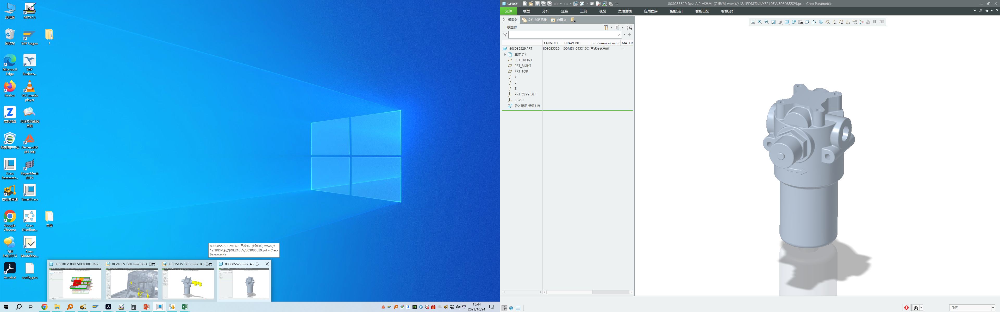 此电脑
MDS7.5
回收站
SAP Logon
1
Microsoft
Edge
SAP
Busines...
Firefox
VLC media
player
挖机网盘
电话号码查询
系统
终端防护中心
DewesoftX
(64-bit)
Creo
Parametr...
HyperMesh
2019
挖机内网通
SmartCreo
Google
Chrome
Creo
Distribut...
备份
飞秋
FeiQ2013
Creo
Modelche...
Acrobat
config.pro
803085529 Rev: A.2 已发布 (活动的) wtws://
12.1PDM系统/XE210EV/803085529.prt - Creo
Parametric
XE210EV_08II_SKEL0001 Rev:...
XE210EV_08II Rev: B.2+ 已发...
XE215GIV_08_2 Rev: B.3 已发...
803085529 Rev: A.2 已...
中
15:44
2023/10/24
creo
803085529 Rev: A.2 已发布 (活动的) wtws://12.1PDM系统/XE210EV/803085529.prt - Creo Parametric
文件 模型 分析 注释 工具 视图 柔性建模 应用程序 智能设计 智能出图 智慧分析
模型树 文件夹浏览器 收藏夹
模型树
CNINDEX DRAW_NO ptc_common_nam MATER
803085529.PRT 803085529 SOMDI-045X10C 管滤发讯总成 —
主体 (1)
PRT_FRONT
PRT_RIGHT
PRT_TOP
X
Y
Z
PRT_CSYS_DEF
CSYS1
导入特征 标识119
几何